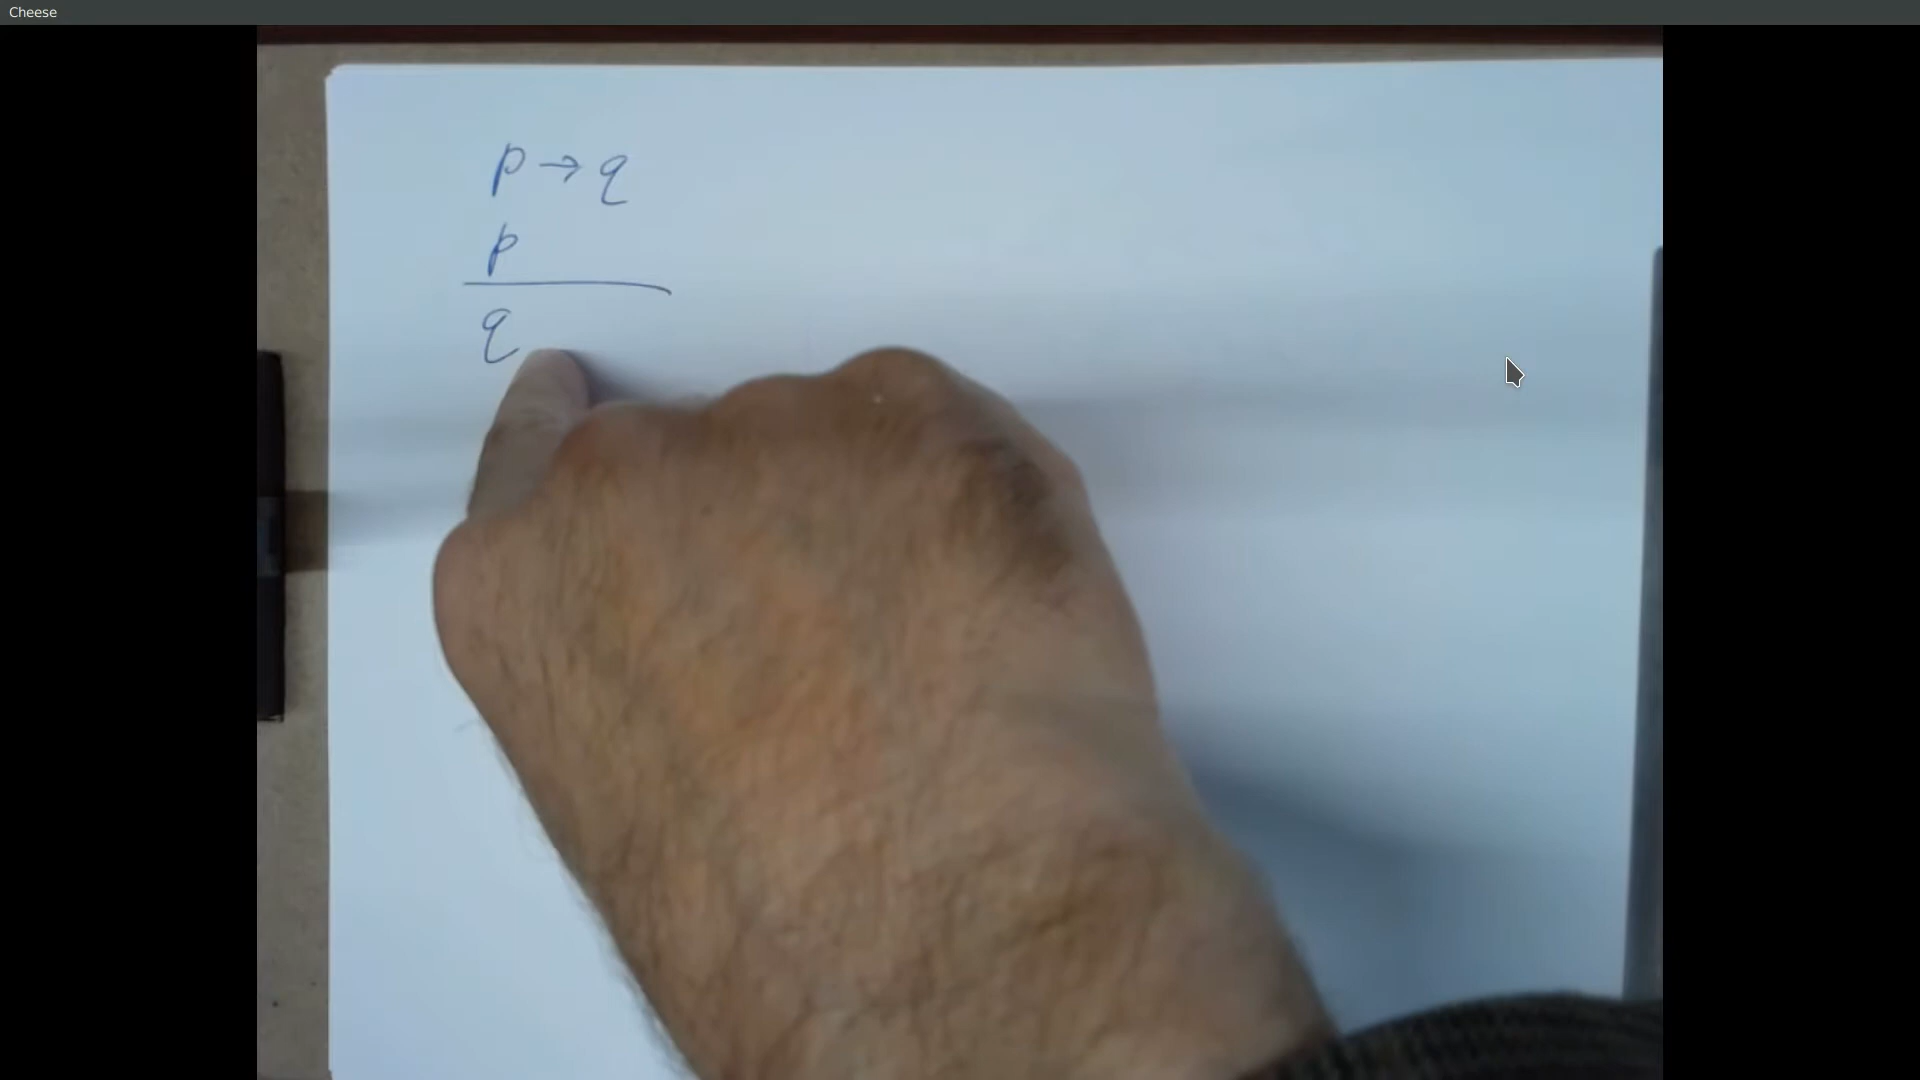 Cheese
p → q
p
q